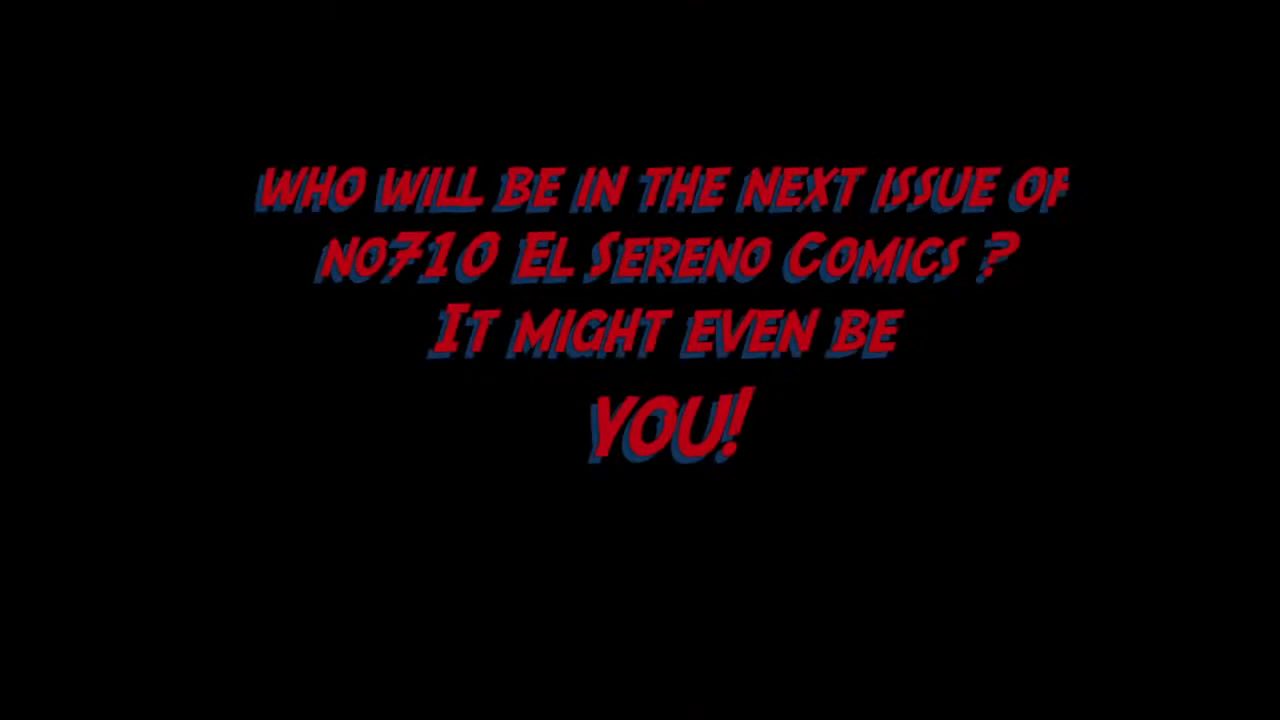 WHO WILL BE IN THE NEXT ISSUE OF
NO710 EL SERENO COMICS ?
IT MIGHT EVEN BE
YOU!